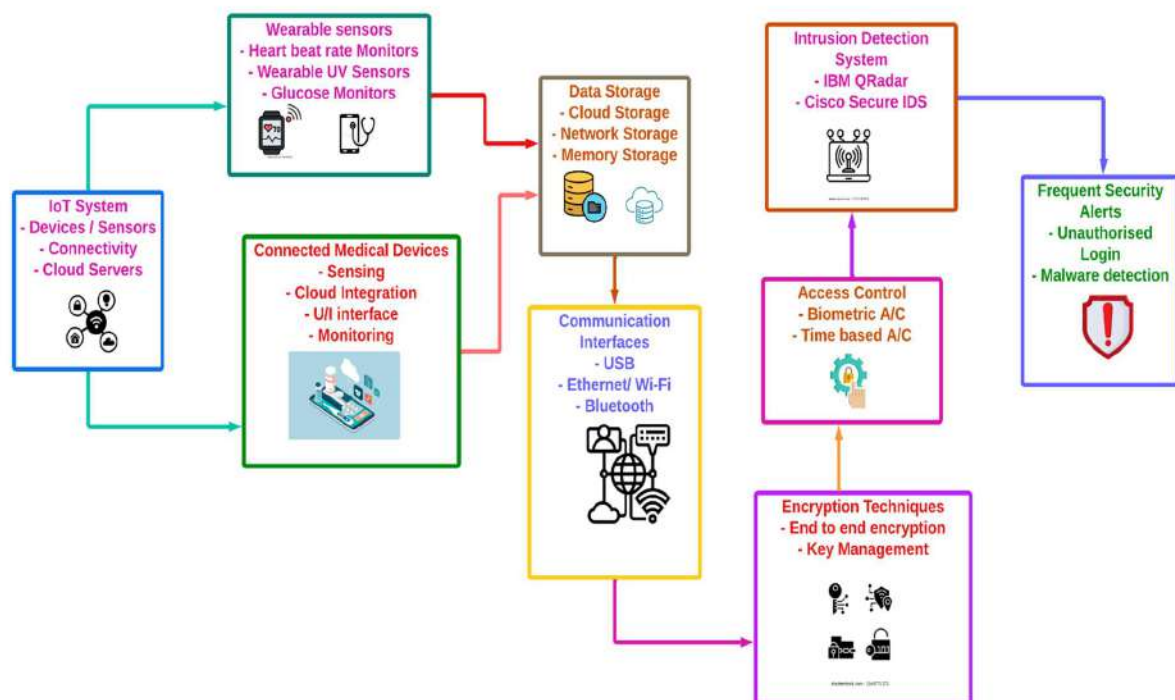 Wearable sensors
- Heart beat rate Monitors
- Wearable UV Sensors
- Glucose Monitors
IoT System
- Devices / Sensors
- Connectivity
- Cloud Servers
Connected Medical Devices
- Sensing
- Cloud Integration
- U/I interface
- Monitoring
Data Storage
- Cloud Storage
- Network Storage
- Memory Storage
Communication
Interfaces
- USB
- Ethernet/ Wi-Fi
- Bluetooth
Encryption Techniques
- End to end encryption
- Key Management
Access Control
- Biometric A/C
- Time based A/C
Intrusion Detection
System
- IBM QRadar
- Cisco Secure IDS
Frequent Security
Alerts
- Unauthorised
Login
- Malware detection